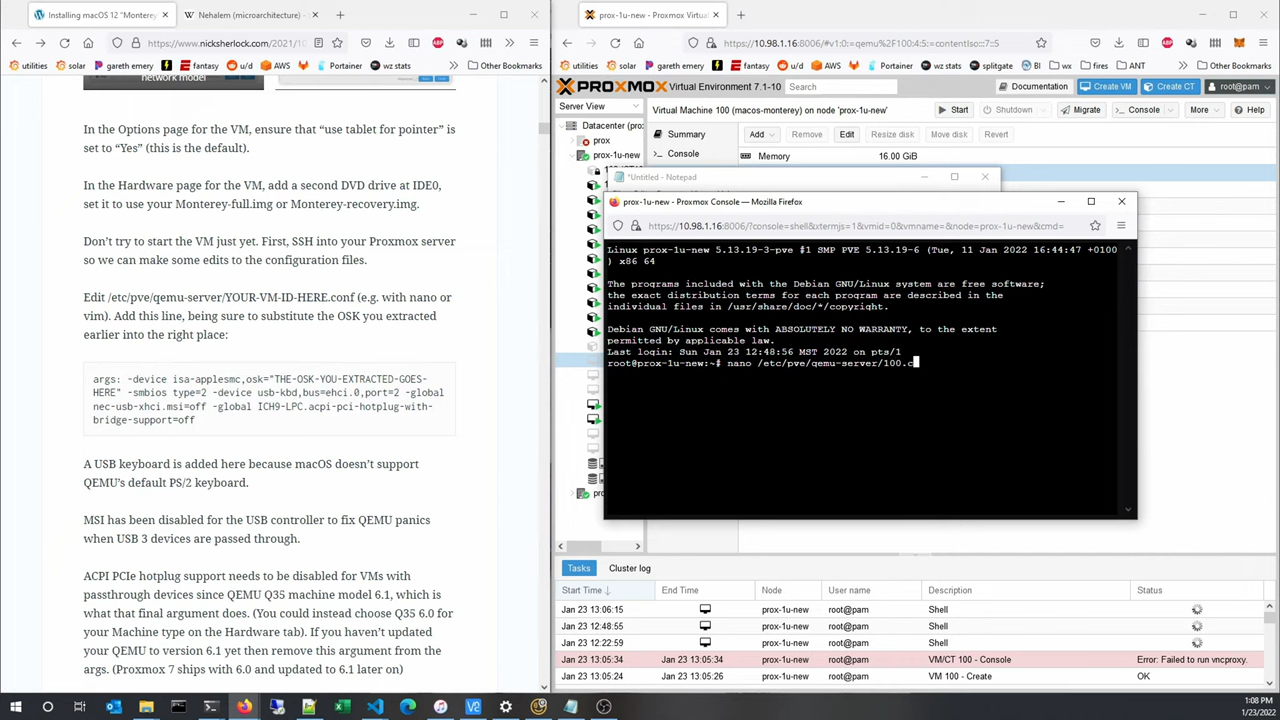 Installing macOS 12 "Monterey
Nehalem (microarchitecture) -
https://www.nicksherlock.com/2021/10
utilities
solar
gareth emery
fantasy
u/d
AWS
Portainer
wz stats
Other Bookmarks
network model
In the Options page for the VM, ensure that “use tablet for pointer” is
set to “Yes” (this is the default).
In the Hardware page for the VM, add a second DVD drive at IDE0,
set it to use your Monterey-full.img or Monterey-recovery.img.
Don’t try to start the VM just yet. First, SSH into your Proxmox server
so we can make some edits to the configuration files.
Edit /etc/pve/qemu-server/YOUR-VM-ID-HERE.conf (e.g. with nano or
vim). Add this line, being sure to substitute the OSK you extracted
earlier into the right place:
args: -device isa-applesmc,osk="THE-OSK-YOU-EXTRACTED-GOES-
HERE" -smbios type=2 -device usb-kbd,bus=ehci.0,port=2 -global
nec-usb-xhci.msi=off -global ICH9-LPC.acpi-pci-hotplug-with-
bridge-support=off
A USB keyboard is added here because macOS doesn’t support
QEMU’s default PS/2 keyboard.
MSI has been disabled for the USB controller to fix QEMU panics
when USB 3 devices are passed through.
ACPI PCIe hotplug support needs to be disabled for VMs with
passthrough devices since QEMU Q35 machine model 6.1, which is
what that final argument does. (You could instead choose Q35 6.0 for
your Machine type on the Hardware tab). If you haven’t updated
your QEMU to version 6.1 yet then remove this argument from the
args. (Proxmox 7 ships with 6.0 and updated to 6.1 later on)
prox-1u-new - Proxmox Virtual
https://10.98.1.16:8006/#v1:0:=qemu%2F100:4:5::contentIso:::7::5
utilities
solar
gareth emery
fantasy
u/d
AWS
Portainer
wz stats
splitgate
BI
wx
fires
ANT
Other Bookmarks
PROXMOX
Virtual Environment 7.1-10
Search
Documentation
Create VM
Create CT
root@pam
Server View
Virtual Machine 100 (macos-monterey) on node 'prox-1u-new'
Start
Shutdown
Migrate
Console
More
Help
Datacenter (pro
prox
prox-1u-new
Summary
Console
Add
Remove
Edit
Resize disk
Move disk
Revert
Memory
16.00 GiB
*Untitled - Notepad
prox-1u-new - Proxmox Console — Mozilla Firefox
https://10.98.1.16:8006/?console=shell&xtermjs=1&vmid=0&vmname=&node=prox-1u-new&cmd=
Linux prox-1u-new 5.13.19-3-pve #1 SMP PVE 5.13.19-6 (Tue, 11 Jan 2022 16:44:47 +0100
) x86 64
The programs included with the Debian GNU/Linux system are free software;
the exact distribution terms for each program are described in the
individual files in /usr/share/doc/*/copyright.
Debian GNU/Linux comes with ABSOLUTELY NO WARRANTY, to the extent
permitted by applicable law.
Last login: Sun Jan 23 12:48:56 MST 2022 on pts/1
root@prox-1u-new:~# nano /etc/pve/qemu-server/100.c
Tasks
Cluster log
Start Time
End Time
Node
User name
Description
Status
Jan 23 13:06:15
prox-1u-new
root@pam
Shell
Jan 23 12:48:55
prox-1u-new
root@pam
Shell
Jan 23 12:22:59
prox-1u-new
root@pam
Shell
Jan 23 13:05:34
Jan 23 13:05:34
prox-1u-new
root@pam
VM/CT 100 - Console
Error: Failed to run vncproxy.
Jan 23 13:05:24
Jan 23 13:05:26
prox-1u-new
root@pam
VM 100 - Create
OK
1:08 PM
1/23/2022